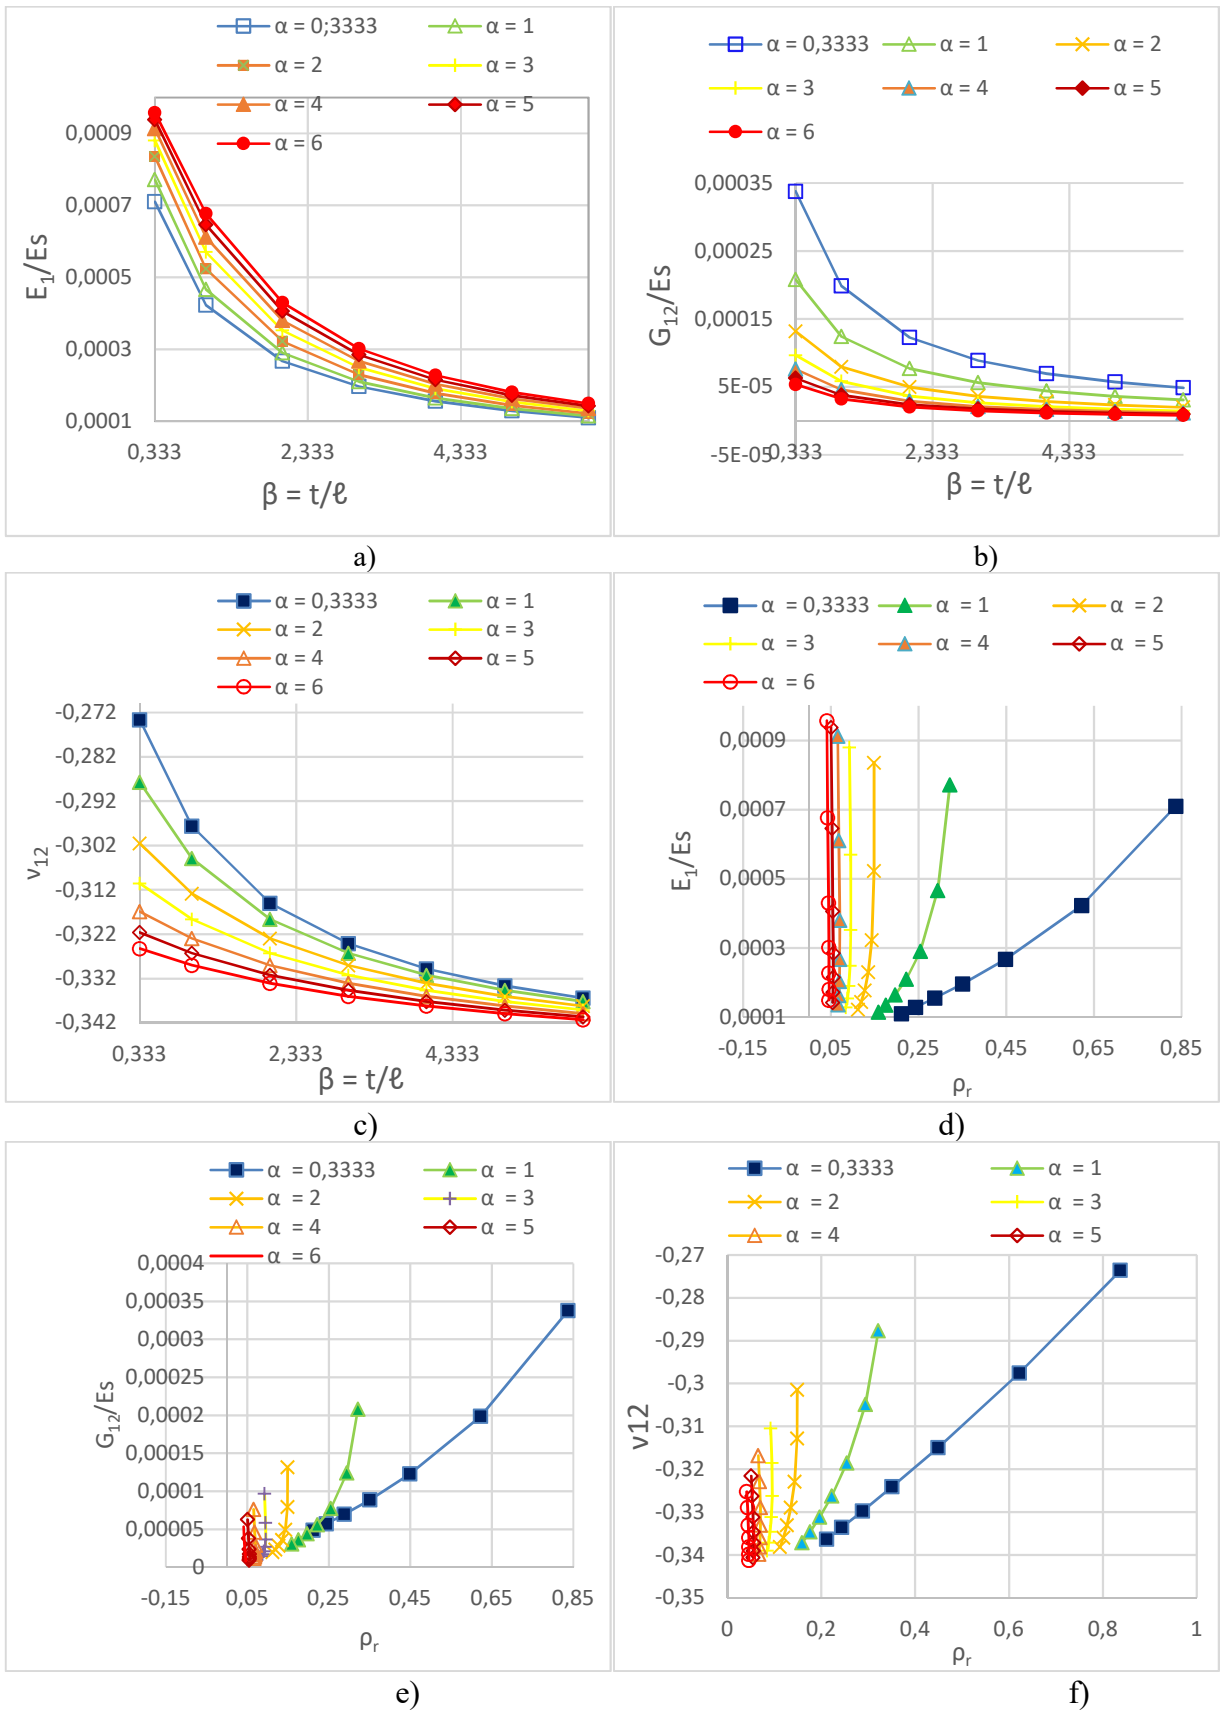 α = 0;3333
α = 1
α = 2
α = 3
α = 4
α = 5
α = 6
0,0009
0,0007
0,0005
0,0003
0,0001
0,333
2,333
4,333
E₁/Es
β = t/ℓ
a)
α = 0,3333
α = 1
α = 2
α = 3
α = 4
α = 5
α = 6
0,00035
0,00025
0,00015
5E-05
-5E-05
0,333
2,333
4,333
G₁₂/Es
β = t/ℓ
b)
α = 0,3333
α = 1
α = 2
α = 3
α = 4
α = 5
α = 6
-0,272
-0,282
-0,292
-0,302
-0,312
-0,322
-0,332
-0,342
0,333
2,333
4,333
ν₁₂
β = t/ℓ
c)
α = 0,3333
α = 1
α = 2
α = 3
α = 4
α = 5
α = 6
0,0009
0,0007
0,0005
0,0003
0,0001
-0,15
0,05
0,25
0,45
0,65
0,85
E₁/Es
ρᵣ
d)
α = 0,3333
α = 1
α = 2
α = 3
α = 4
α = 5
α = 6
0,0004
0,00035
0,0003
0,00025
0,0002
0,00015
0,0001
0,00005
0
-0,15
0,05
0,25
0,45
0,65
0,85
G₁₂/Es
ρᵣ
e)
α = 0,3333
α = 1
α = 2
α = 3
α = 4
α = 5
-0,27
-0,28
-0,29
-0,3
-0,31
-0,32
-0,33
-0,34
-0,35
0
0,2
0,4
0,6
0,8
1
ν12
ρᵣ
f)